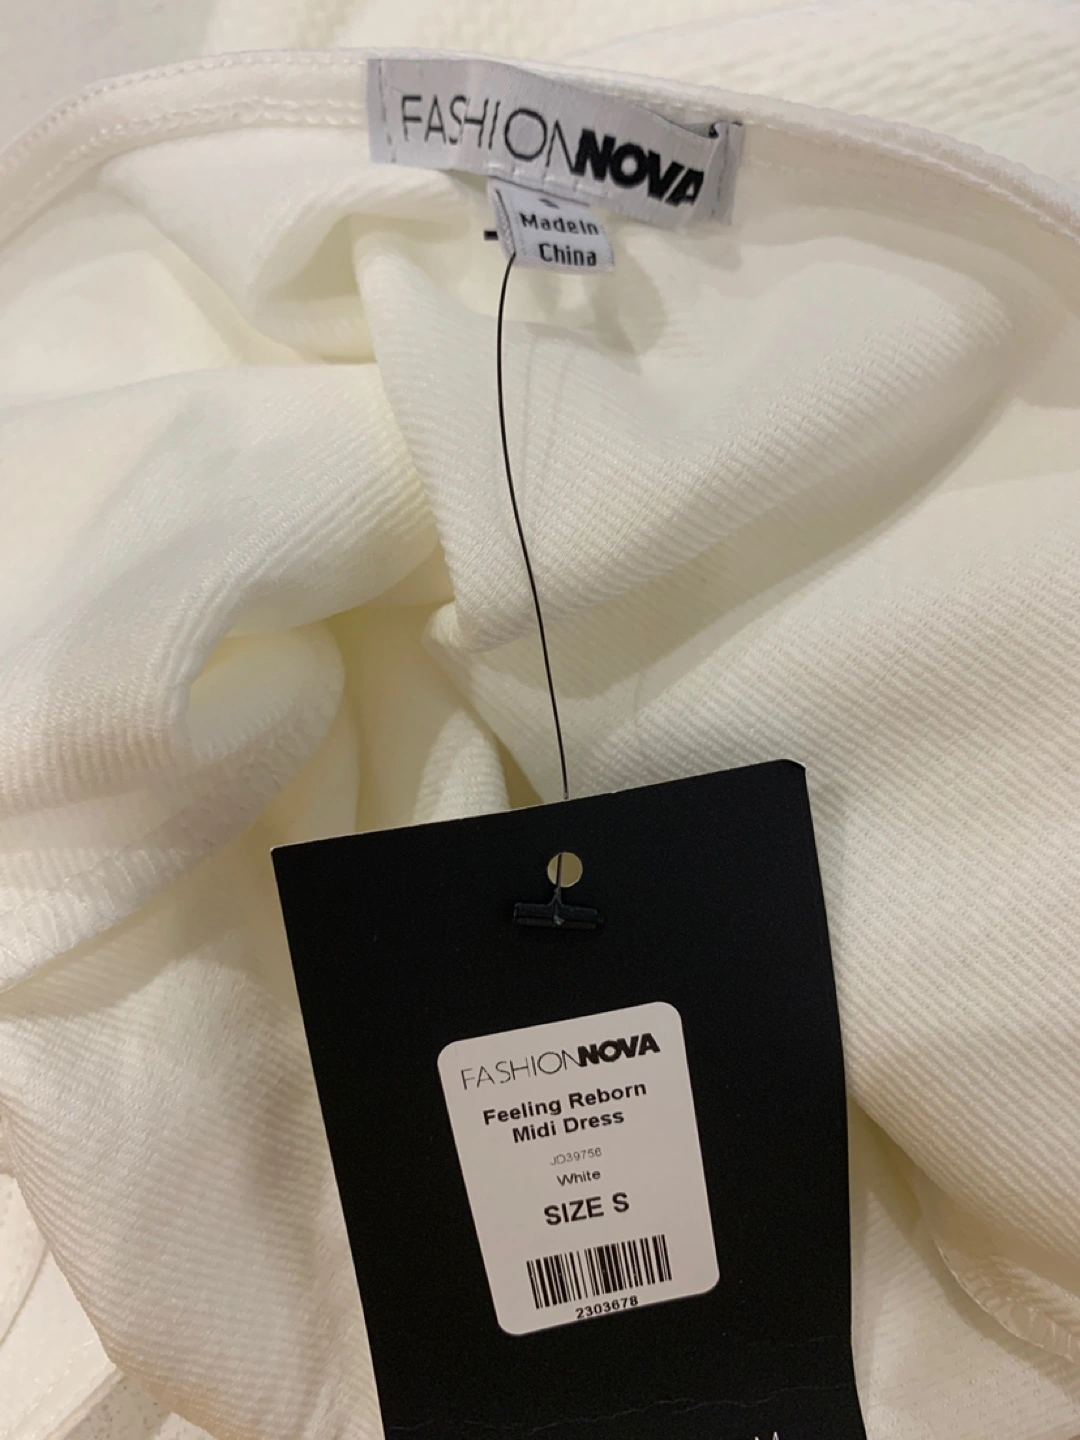 FASHIONNOVA
Made In
China
FASHIONNOVA
Feeling Reborn
Midi Dress
JD39756
White
SIZE S
2303678